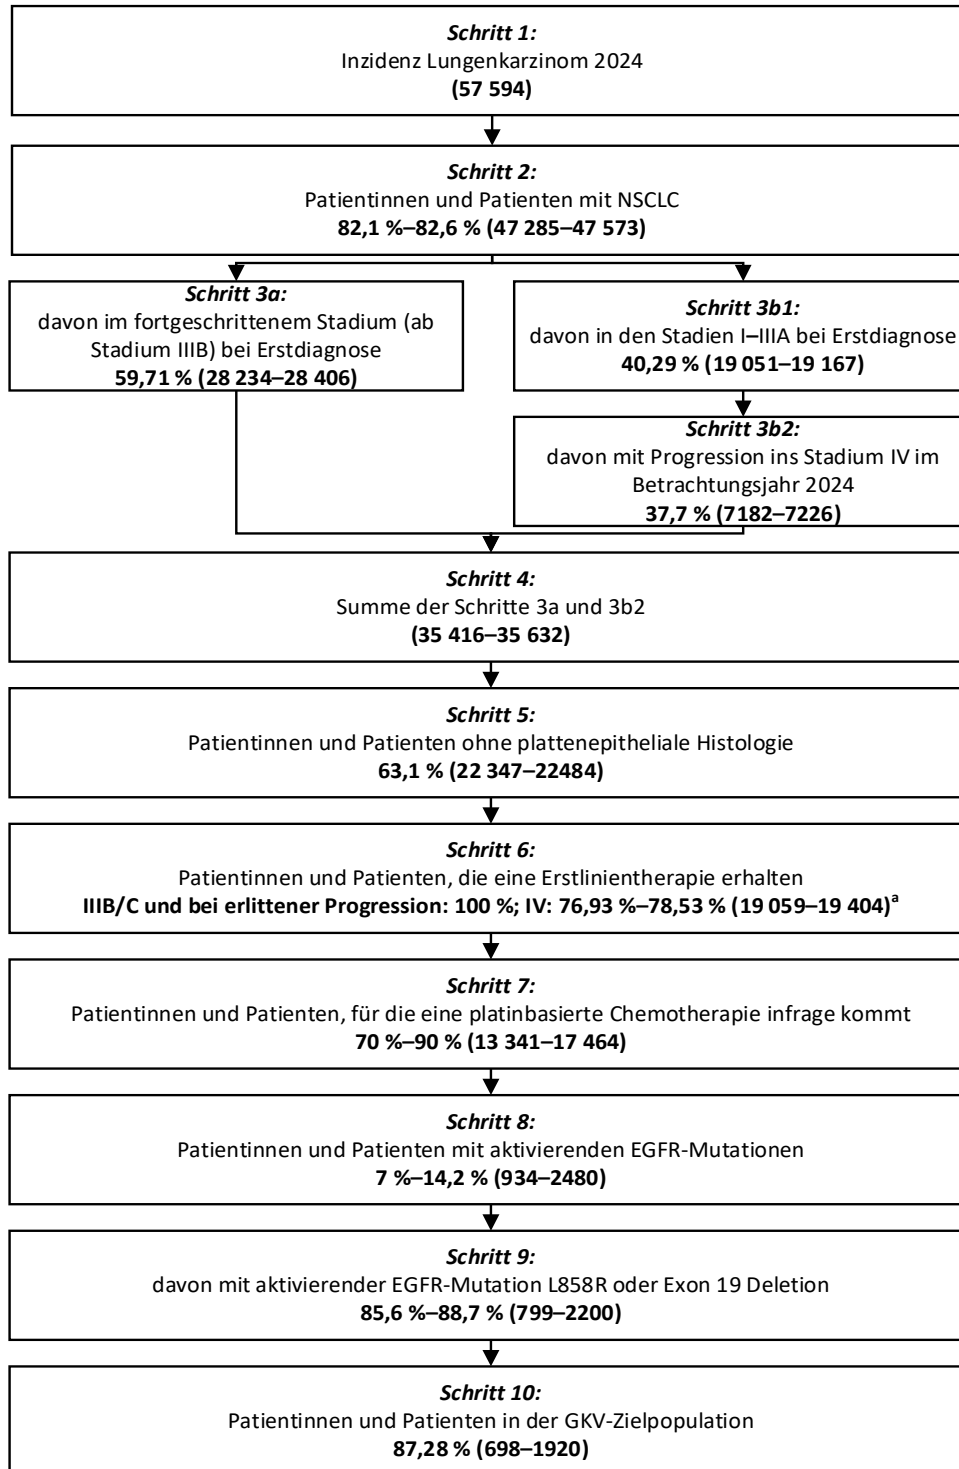 Schritt 1:
Inzidenz Lungenkarzinom 2024
(57 594)
Schritt 2:
Patientinnen und Patienten mit NSCLC
82,1 %–82,6 % (47 285–47 573)
Schritt 3a:
davon im fortgeschrittenem Stadium (ab
Stadium IIIB) bei Erstdiagnose
59,71 % (28 234–28 406)
Schritt 3b1:
davon in den Stadien I–IIIA bei Erstdiagnose
40,29 % (19 051–19 167)
Schritt 3b2:
davon mit Progression ins Stadium IV im
Betrachtungsjahr 2024
37,7 % (7182–7226)
Schritt 4:
Summe der Schritte 3a und 3b2
(35 416–35 632)
Schritt 5:
Patientinnen und Patienten ohne plattenepitheliale Histologie
63,1 % (22 347–22484)
Schritt 6:
Patientinnen und Patienten, die eine Erstlinientherapie erhalten
IIIB/C und bei erlittener Progression: 100 %; IV: 76,93 %–78,53 % (19 059–19 404)a
Schritt 7:
Patientinnen und Patienten, für die eine platinbasierte Chemotherapie infrage kommt
70 %–90 % (13 341–17 464)
Schritt 8:
Patientinnen und Patienten mit aktivierenden EGFR-Mutationen
7 %–14,2 % (934–2480)
Schritt 9:
davon mit aktivierender EGFR-Mutation L858R oder Exon 19 Deletion
85,6 %–88,7 % (799–2200)
Schritt 10:
Patientinnen und Patienten in der GKV-Zielpopulation
87,28 % (698–1920)